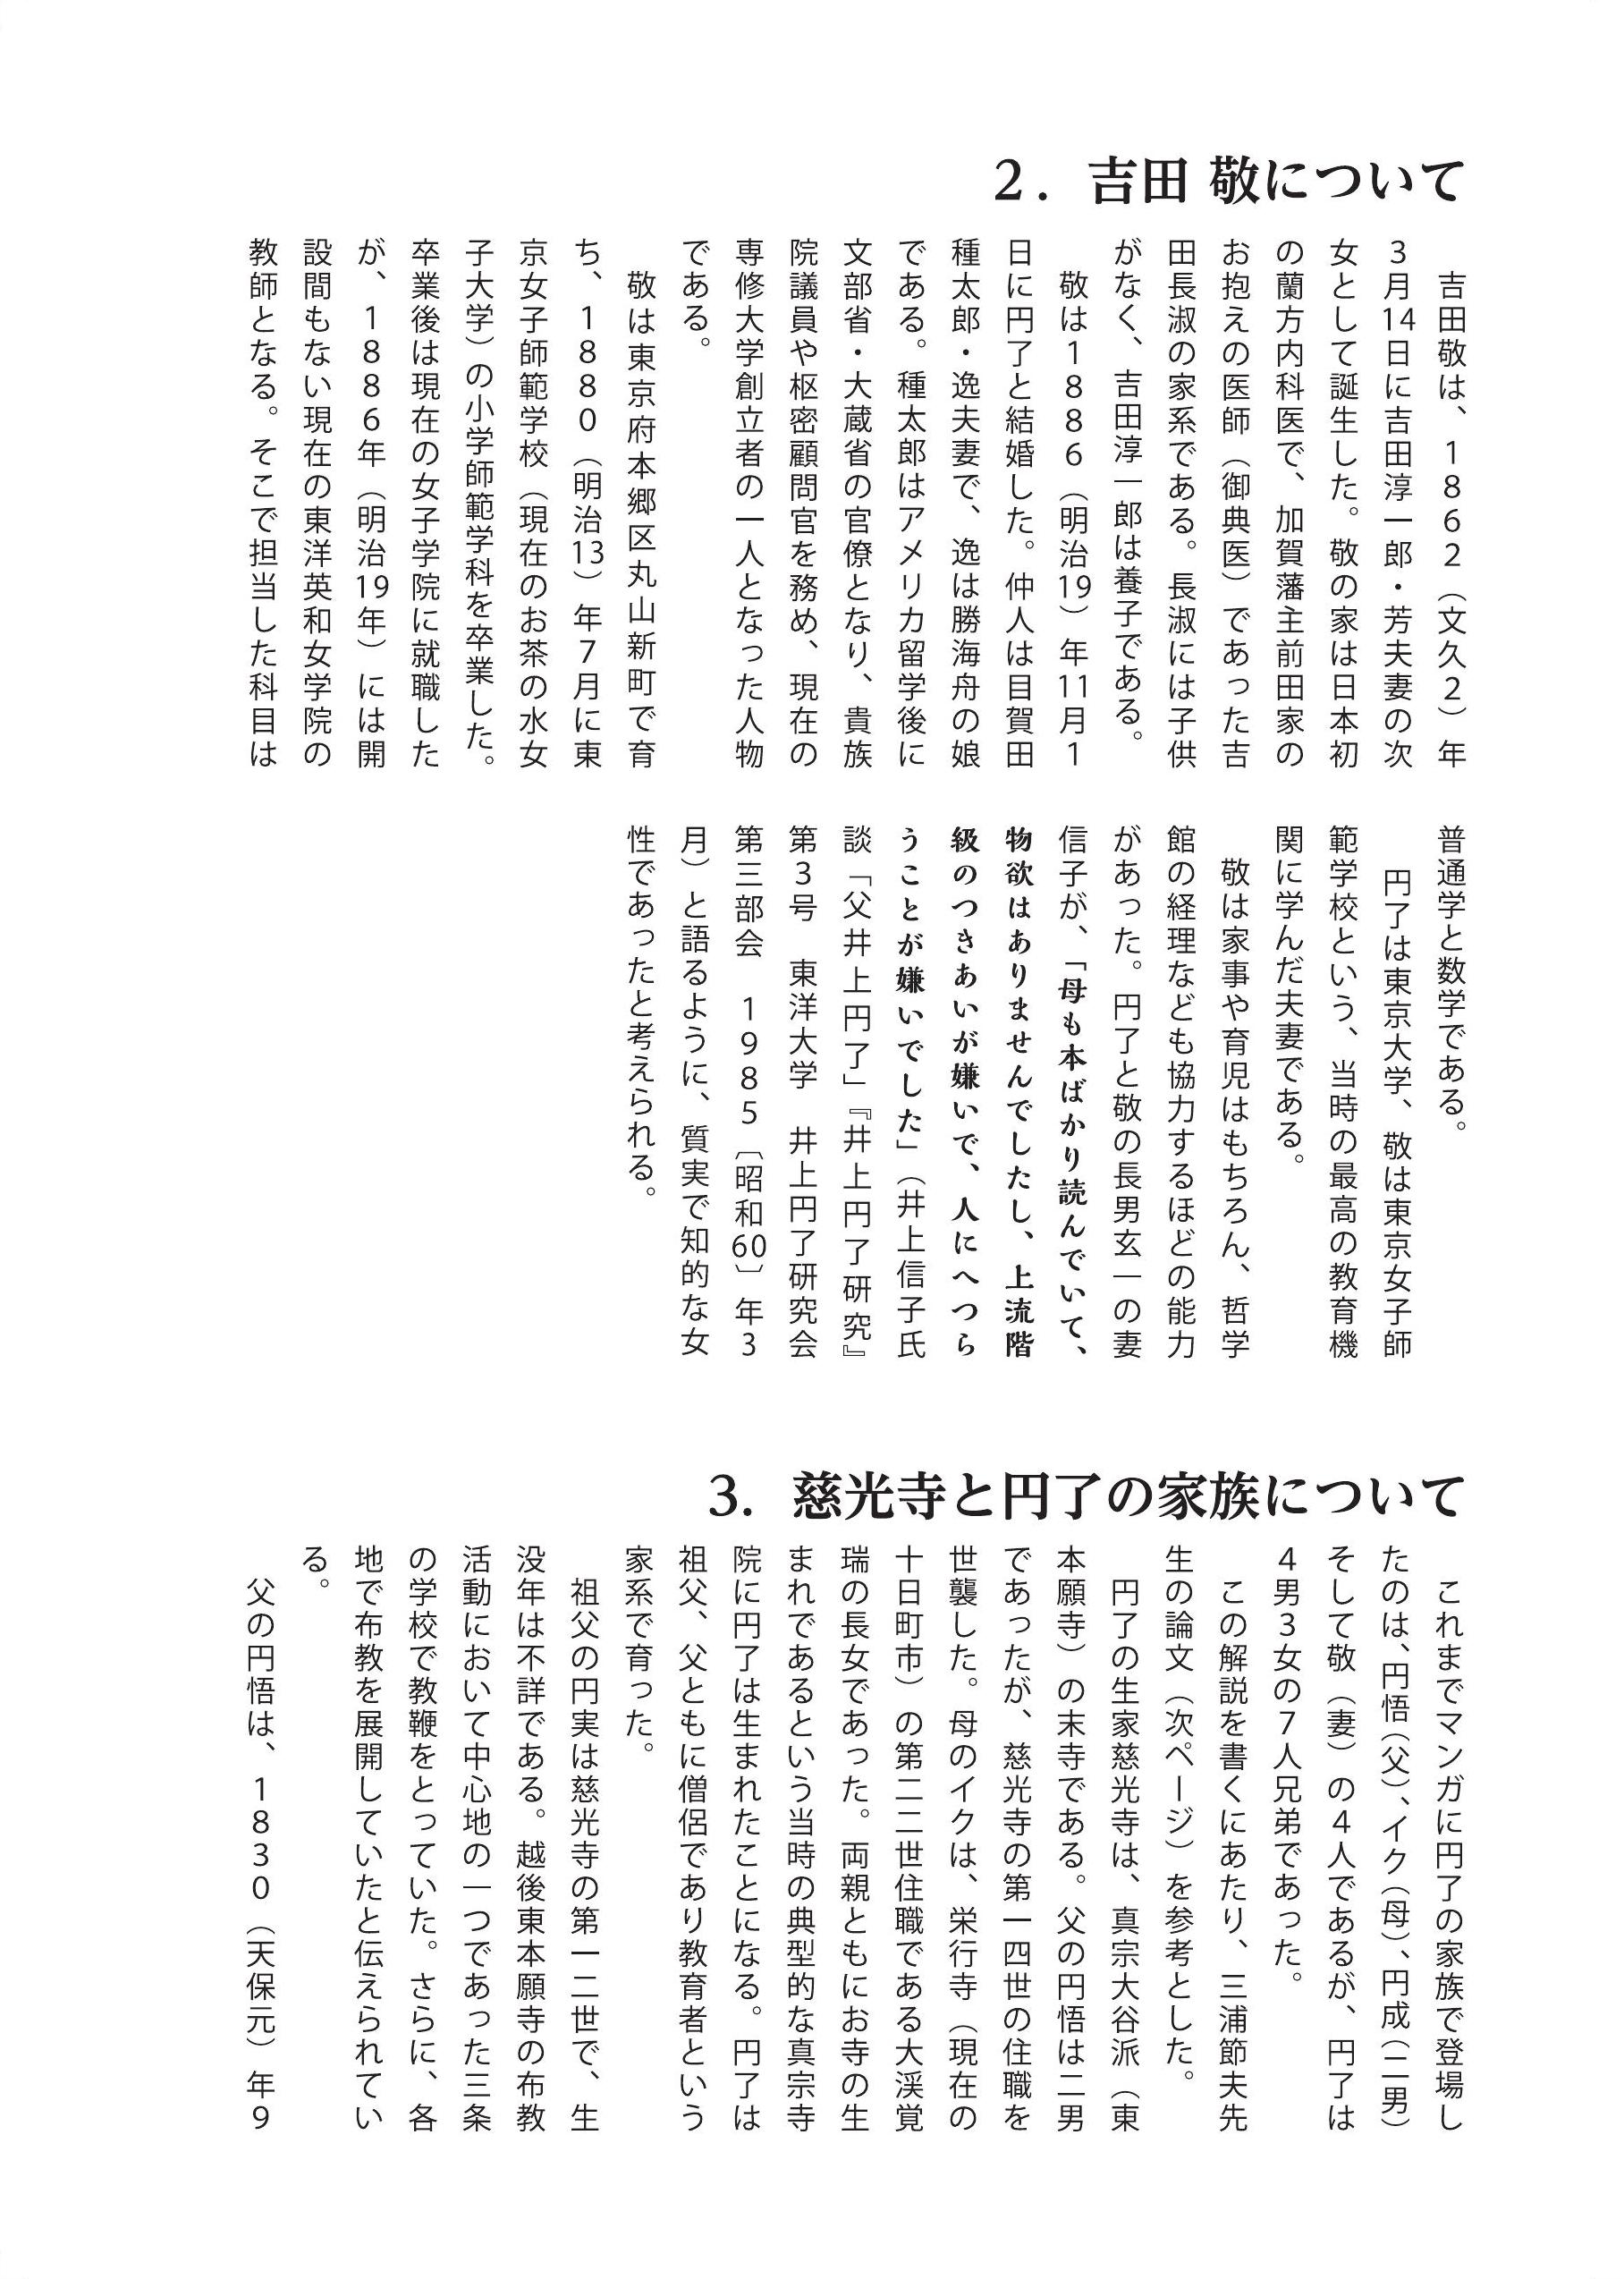 ２．吉田 敬について
吉田敬は、１８６２（文久２）年
３月14日に吉田淳一郎・芳夫妻の次
女として誕生した。敬の家は日本初
の蘭方内科医で、加賀藩主前田家の
お抱えの医師（御典医）であった吉
田長淑の家系である。長淑には子供
がなく、吉田淳一郎は養子である。
敬は１８８６（明治19）年11月１
日に円了と結婚した。仲人は目賀田
種太郎・逸夫妻で、逸は勝海舟の娘
である。種太郎はアメリカ留学後に
文部省・大蔵省の官僚となり、貴族
院議員や枢密顧問官を務め、現在の
専修大学創立者の一人となった人物
である。
敬は東京府本郷区丸山新町で育
ち、１８８０（明治13）年７月に東
京女子師範学校（現在のお茶の水女
子大学）の小学師範学科を卒業した。
卒業後は現在の女子学院に就職した
が、１８８６年（明治19年）には開
設間もない現在の東洋英和女学院の
教師となる。そこで担当した科目は
普通学と数学である。
円了は東京大学、敬は東京女子師
範学校という、当時の最高の教育機
関に学んだ夫妻である。
敬は家事や育児はもちろん、哲学
館の経理なども協力するほどの能力
があった。円了と敬の長男玄一の妻
信子が、「母も本ばかり読んでいて、
物欲はありませんでしたし、上流階
級のつきあいが嫌いで、人にへつら
うことが嫌いでした」（井上信子氏
談「父井上円了」『井上円了研究』
第３号　東洋大学　井上円了研究会
第三部会　１９８５〔昭和60〕年３
月）と語るように、質実で知的な女
性であったと考えられる。
3．慈光寺と円了の家族について
これまでマンガに円了の家族で登場し
たのは、円悟（父）、イク（母）、円成（二男）
そして敬（妻）の４人であるが、円了は
４男３女の７人兄弟であった。
この解説を書くにあたり、三浦節夫先
生の論文（次ページ）を参考とした。
円了の生家慈光寺は、真宗大谷派（東
本願寺）の末寺である。父の円悟は二男
であったが、慈光寺の第一四世の住職を
世襲した。母のイクは、栄行寺（現在の
十日町市）の第二二世住職である大渓覚
瑞の長女であった。両親ともにお寺の生
まれであるという当時の典型的な真宗寺
院に円了は生まれたことになる。円了は
祖父、父ともに僧侶であり教育者という
家系で育った。
祖父の円実は慈光寺の第一二世で、生
没年は不詳である。越後東本願寺の布教
活動において中心地の一つであった三条
の学校で教鞭をとっていた。さらに、各
地で布教を展開していたと伝えられてい
る。
父の円悟は、１８３０（天保元）年９